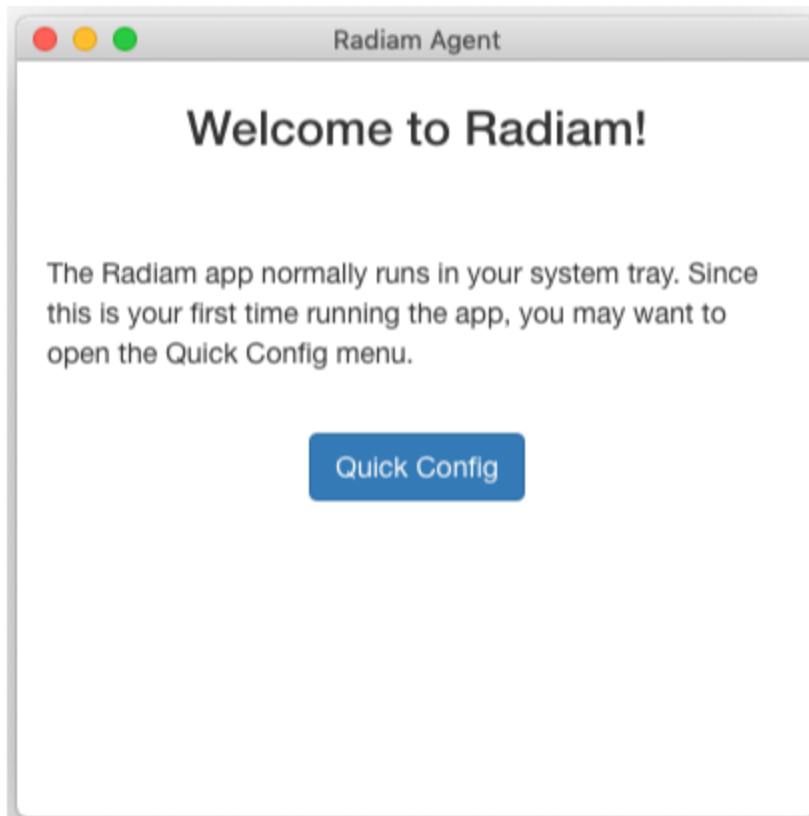 Radiam Agent
Welcome to Radiam!
The Radiam app normally runs in your system tray. Since
this is your first time running the app, you may want to
open the Quick Config menu.
Quick Config